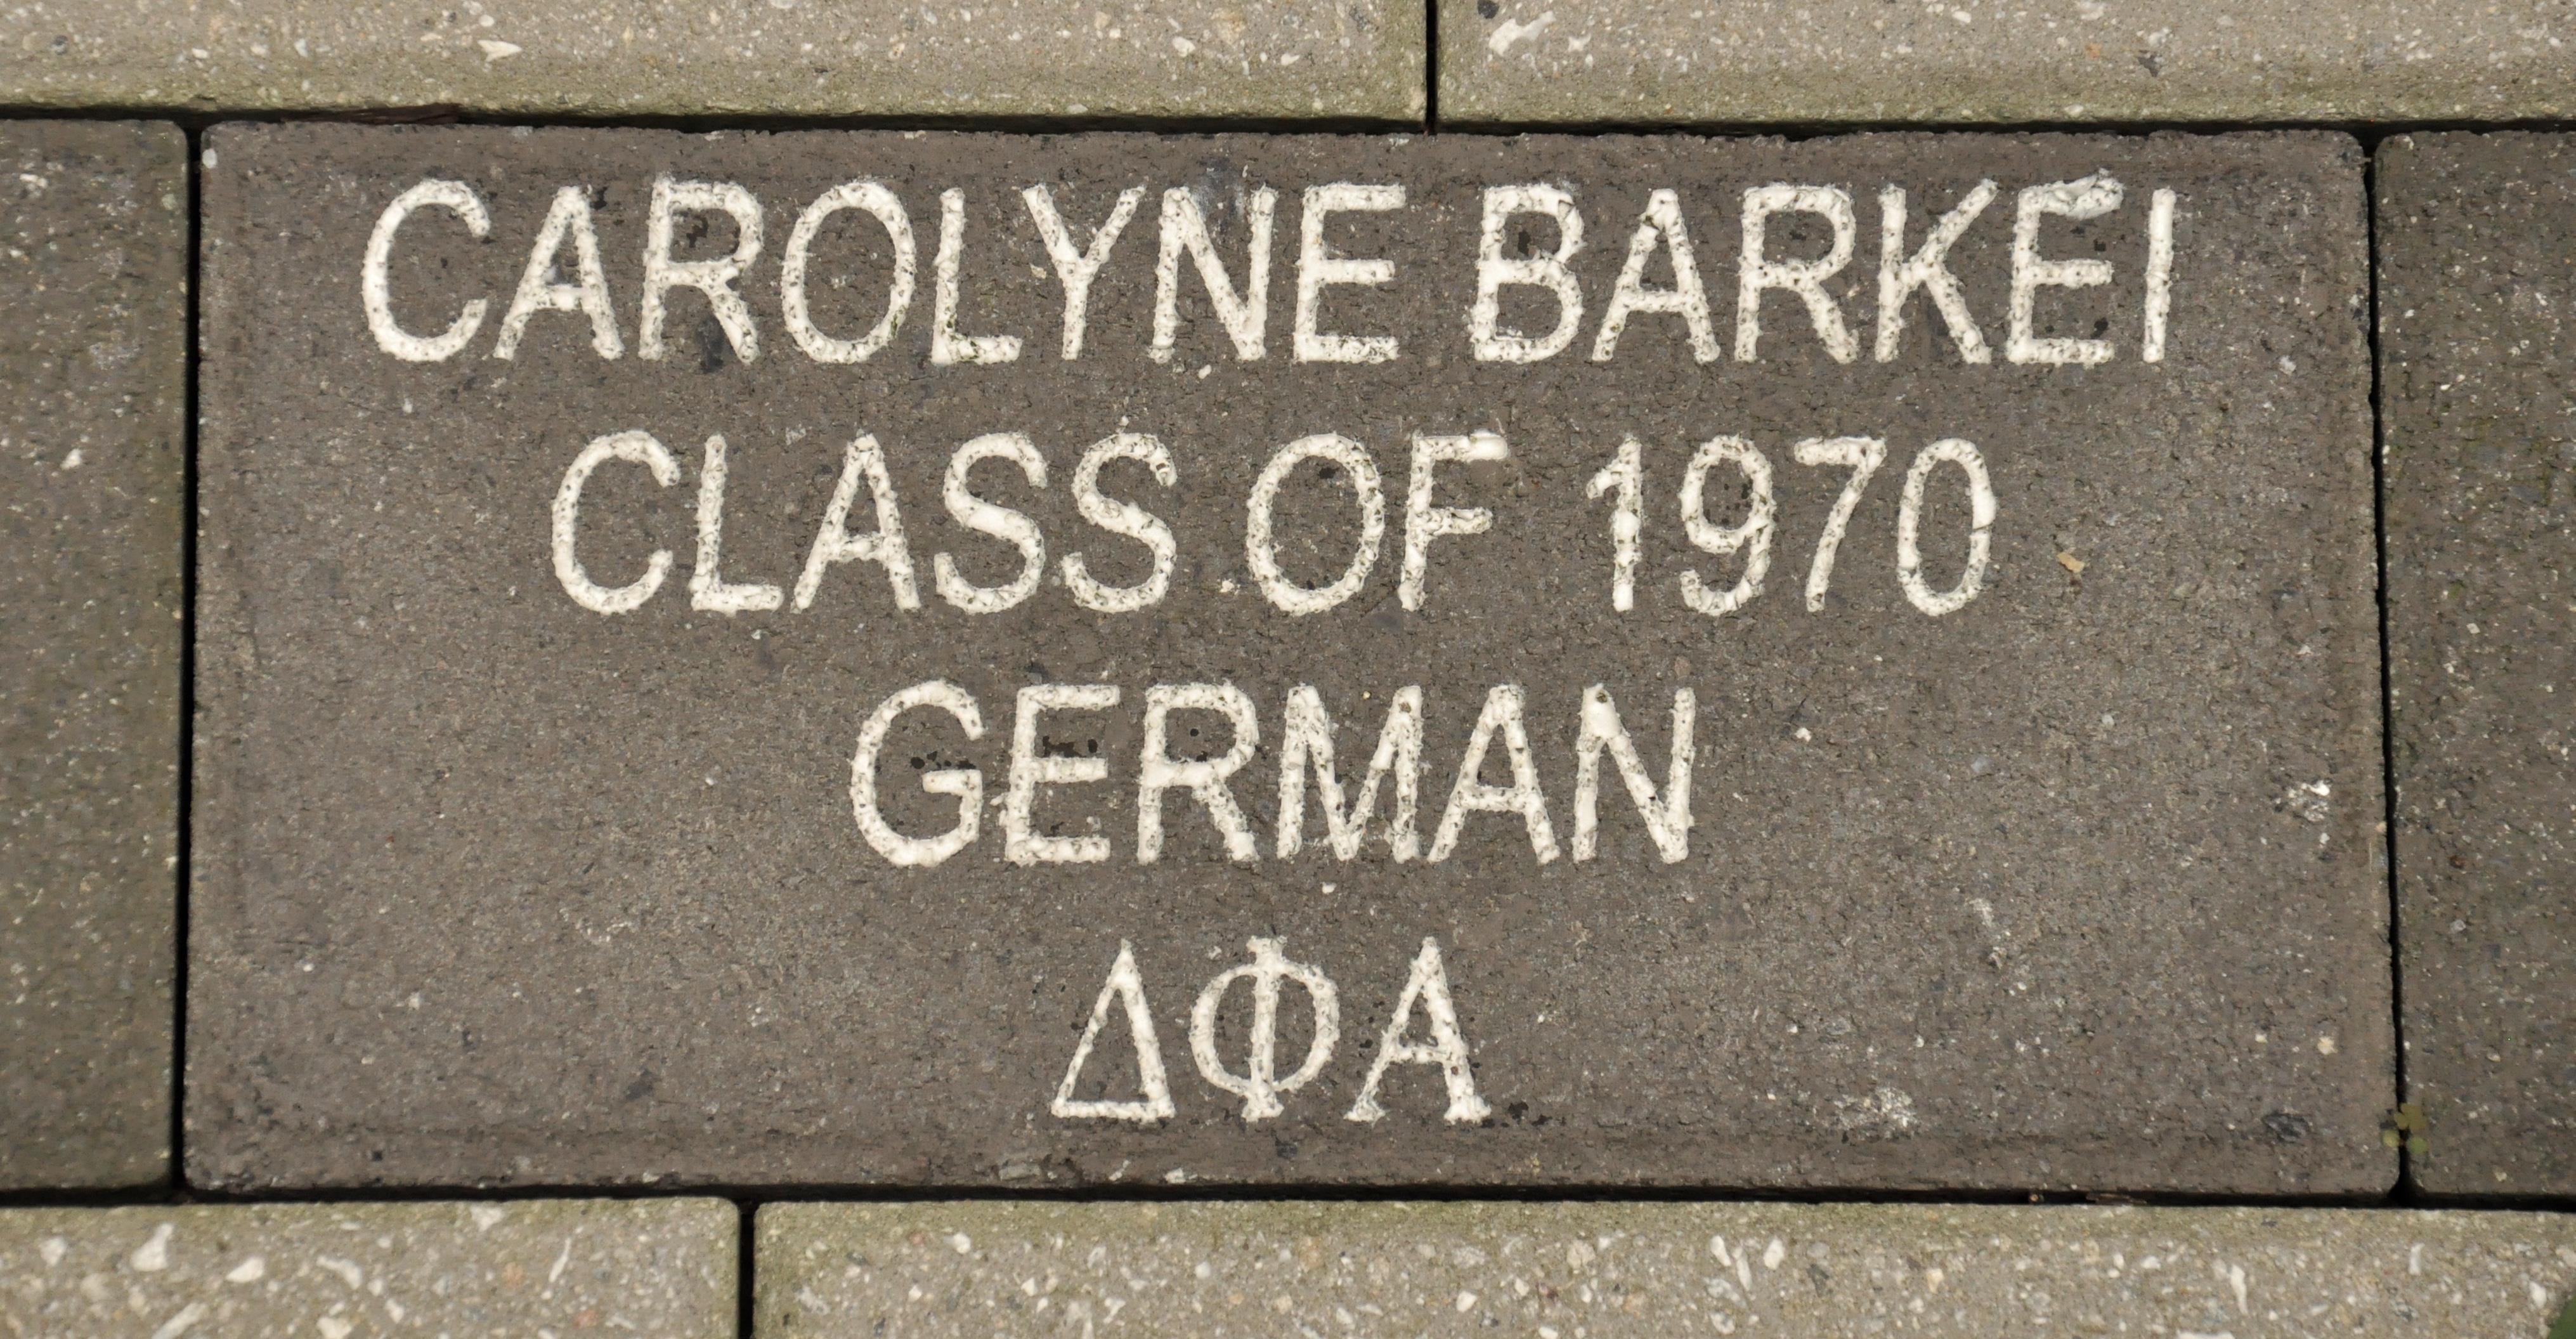 CAROLYNE BARKEI
CLASS OF 1970
GERMAN
ΔΦΑ